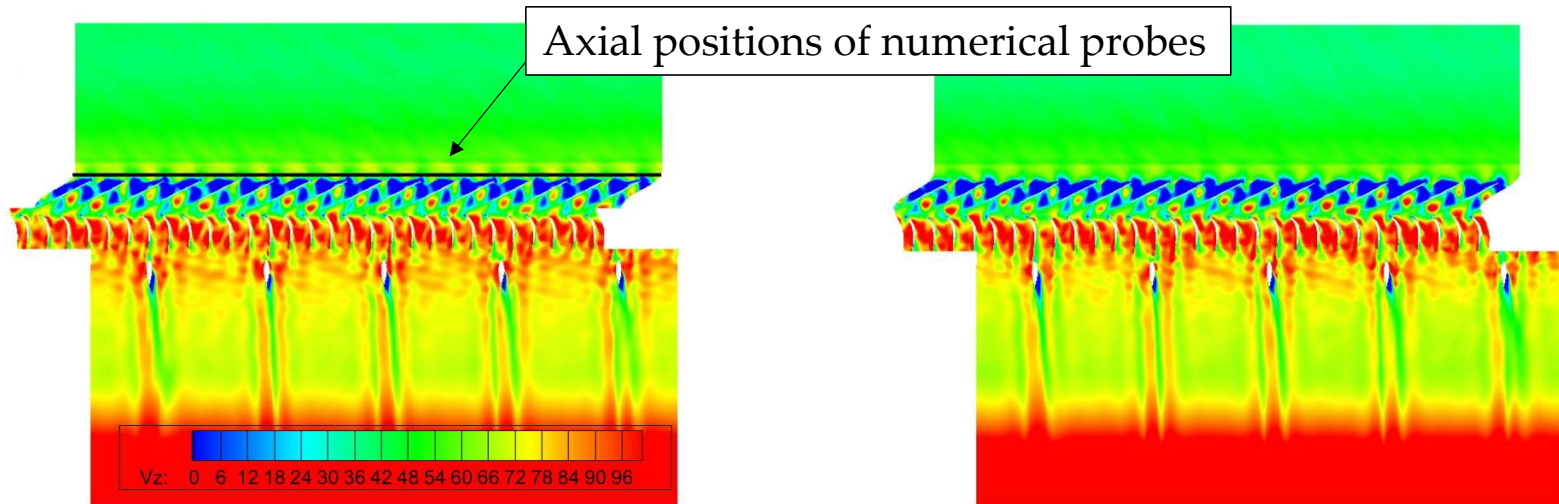 Axial positions of numerical probes
Vz: 0 6 12 18 24 30 36 42 48 54 60 66 72 78 84 90 96